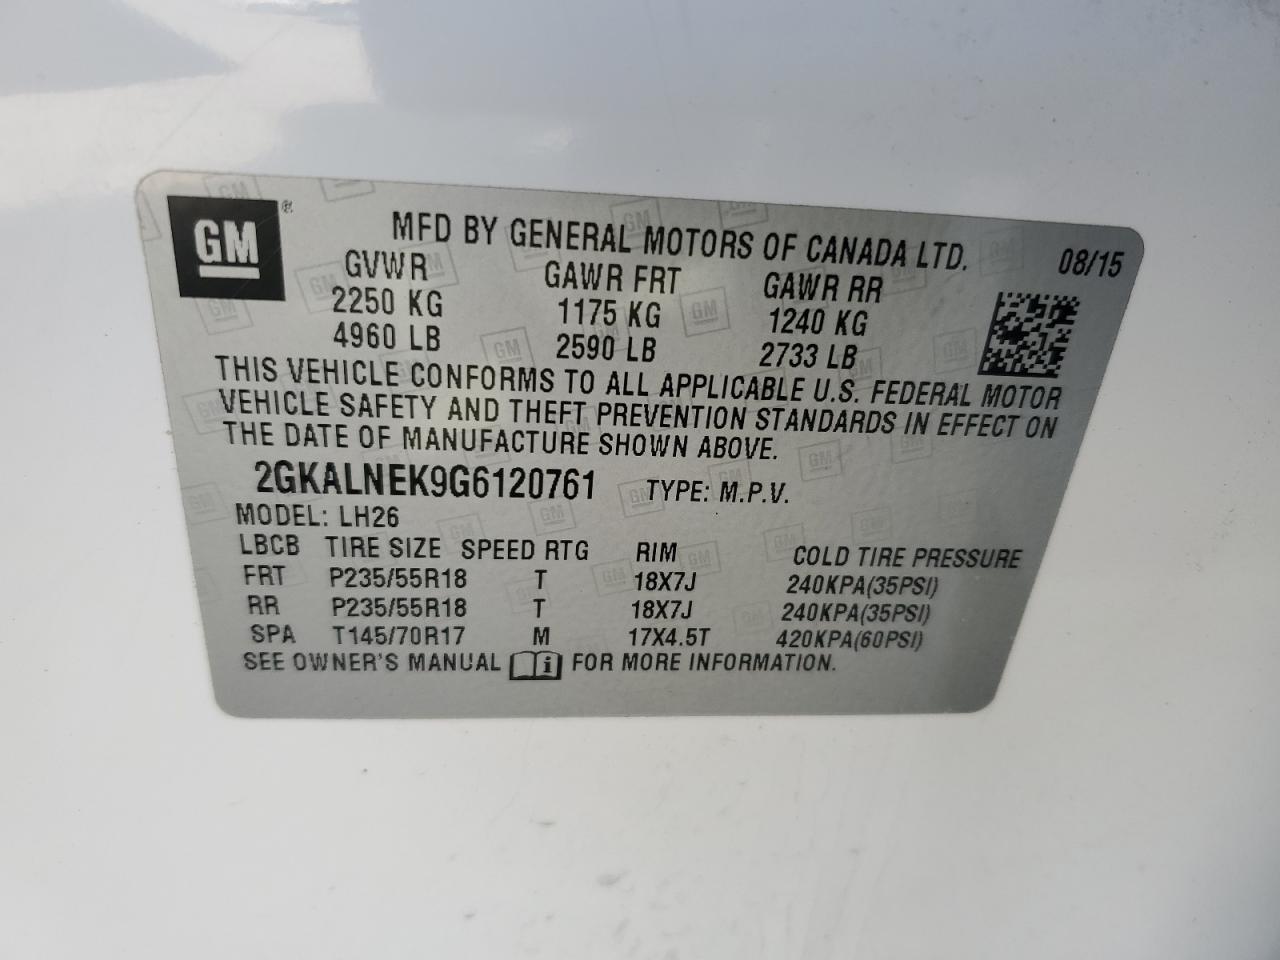 GM®
MFD BY GENERAL MOTORS OF CANADA LTD. 08/15
GVWR GAWR FRT GAWR RR
2250 KG 1175 KG 1240 KG
4960 LB 2590 LB 2733 LB
THIS VEHICLE CONFORMS TO ALL APPLICABLE U.S. FEDERAL MOTOR
VEHICLE SAFETY AND THEFT PREVENTION STANDARDS IN EFFECT ON
THE DATE OF MANUFACTURE SHOWN ABOVE.
2GKALNEK9G6120761 TYPE: M.P.V.
MODEL: LH26
LBCB TIRE SIZE SPEED RTG RIM COLD TIRE PRESSURE
FRT P235/55R18 T 18X7J 240KPA(35PSI)
RR P235/55R18 T 18X7J 240KPA(35PSI)
SPA T145/70R17 M 17X4.5T 420KPA(60PSI)
SEE OWNER'S MANUAL i FOR MORE INFORMATION.